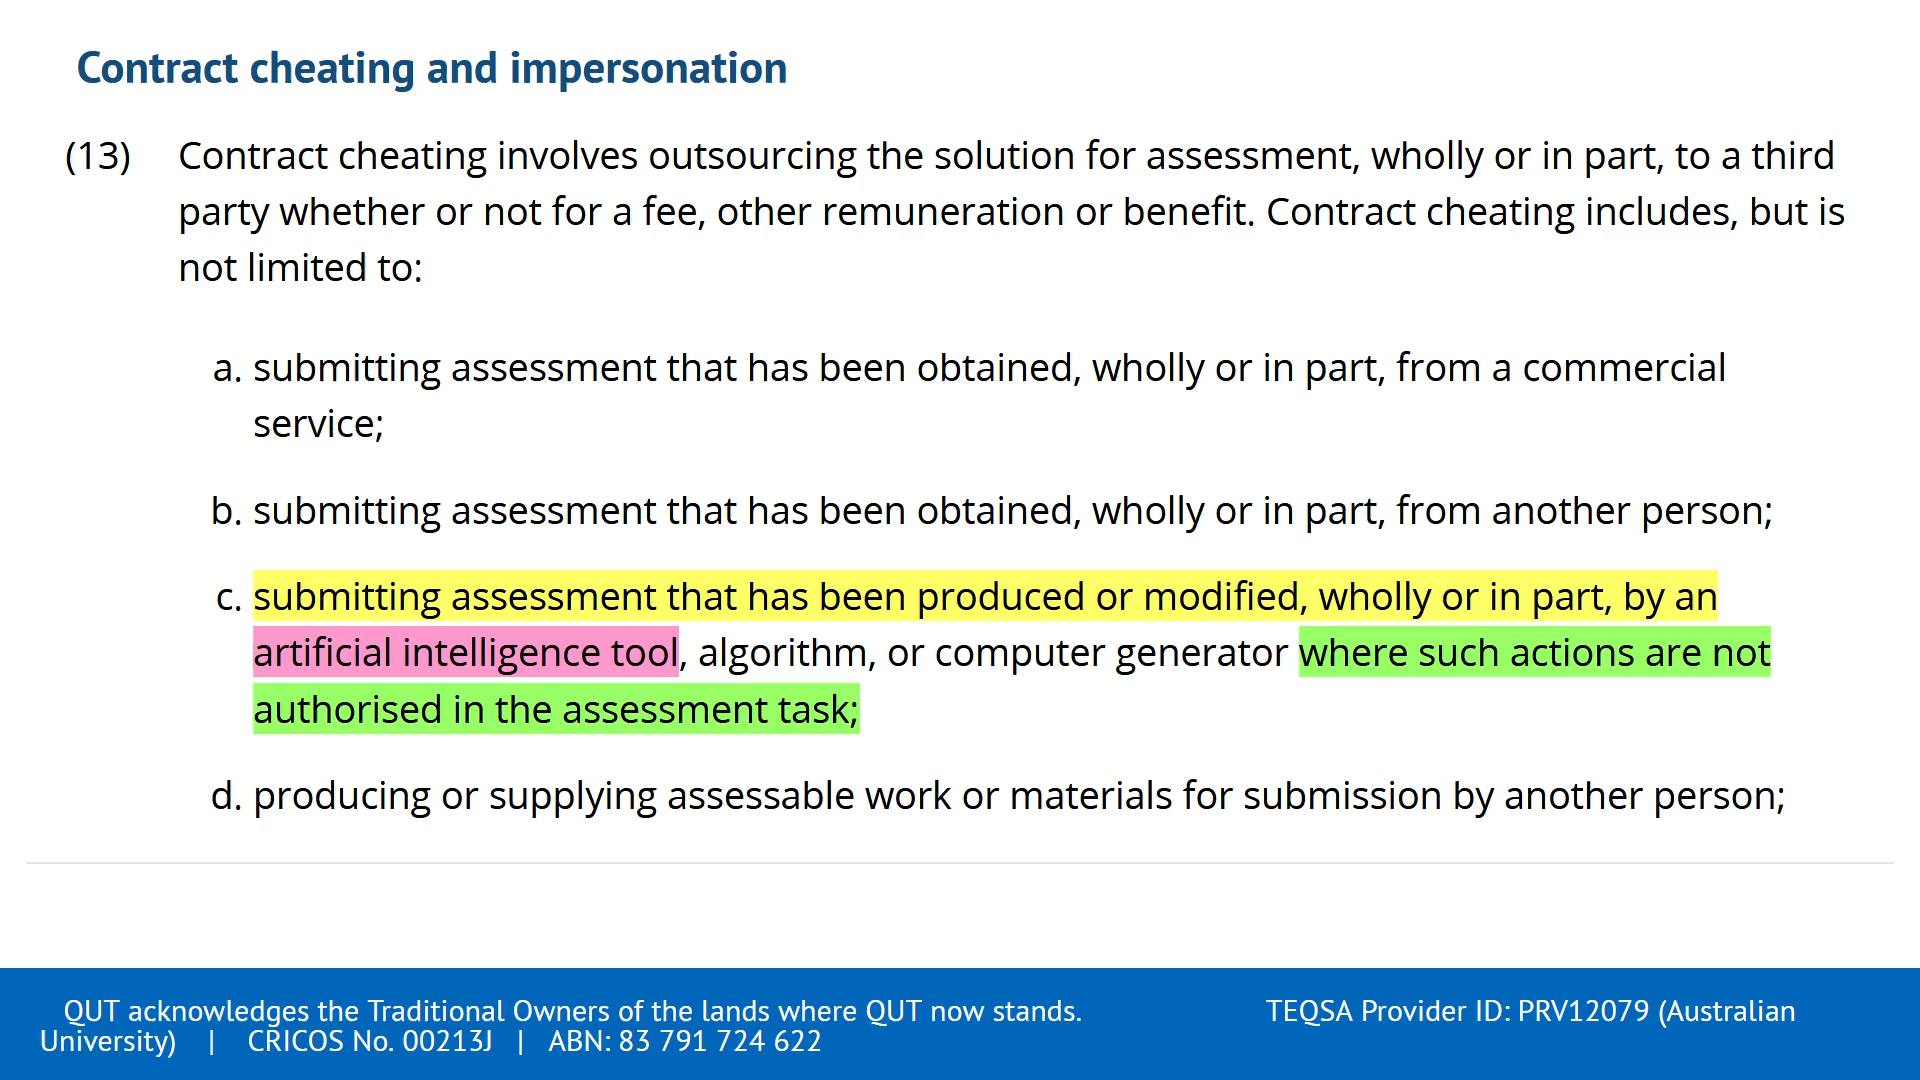 Contract cheating and impersonation
(13) Contract cheating involves outsourcing the solution for assessment, wholly or in part, to a third
party whether or not for a fee, other remuneration or benefit. Contract cheating includes, but is
not limited to:
a. submitting assessment that has been obtained, wholly or in part, from a commercial
service;
b. submitting assessment that has been obtained, wholly or in part, from another person;
c. submitting assessment that has been produced or modified, wholly or in part, by an
artificial intelligence tool, algorithm, or computer generator where such actions are not
authorised in the assessment task;
d. producing or supplying assessable work or materials for submission by another person;
QUT acknowledges the Traditional Owners of the lands where QUT now stands. TEQSA Provider ID: PRV12079 (Australian
University) | CRICOS No. 00213J | ABN: 83 791 724 622